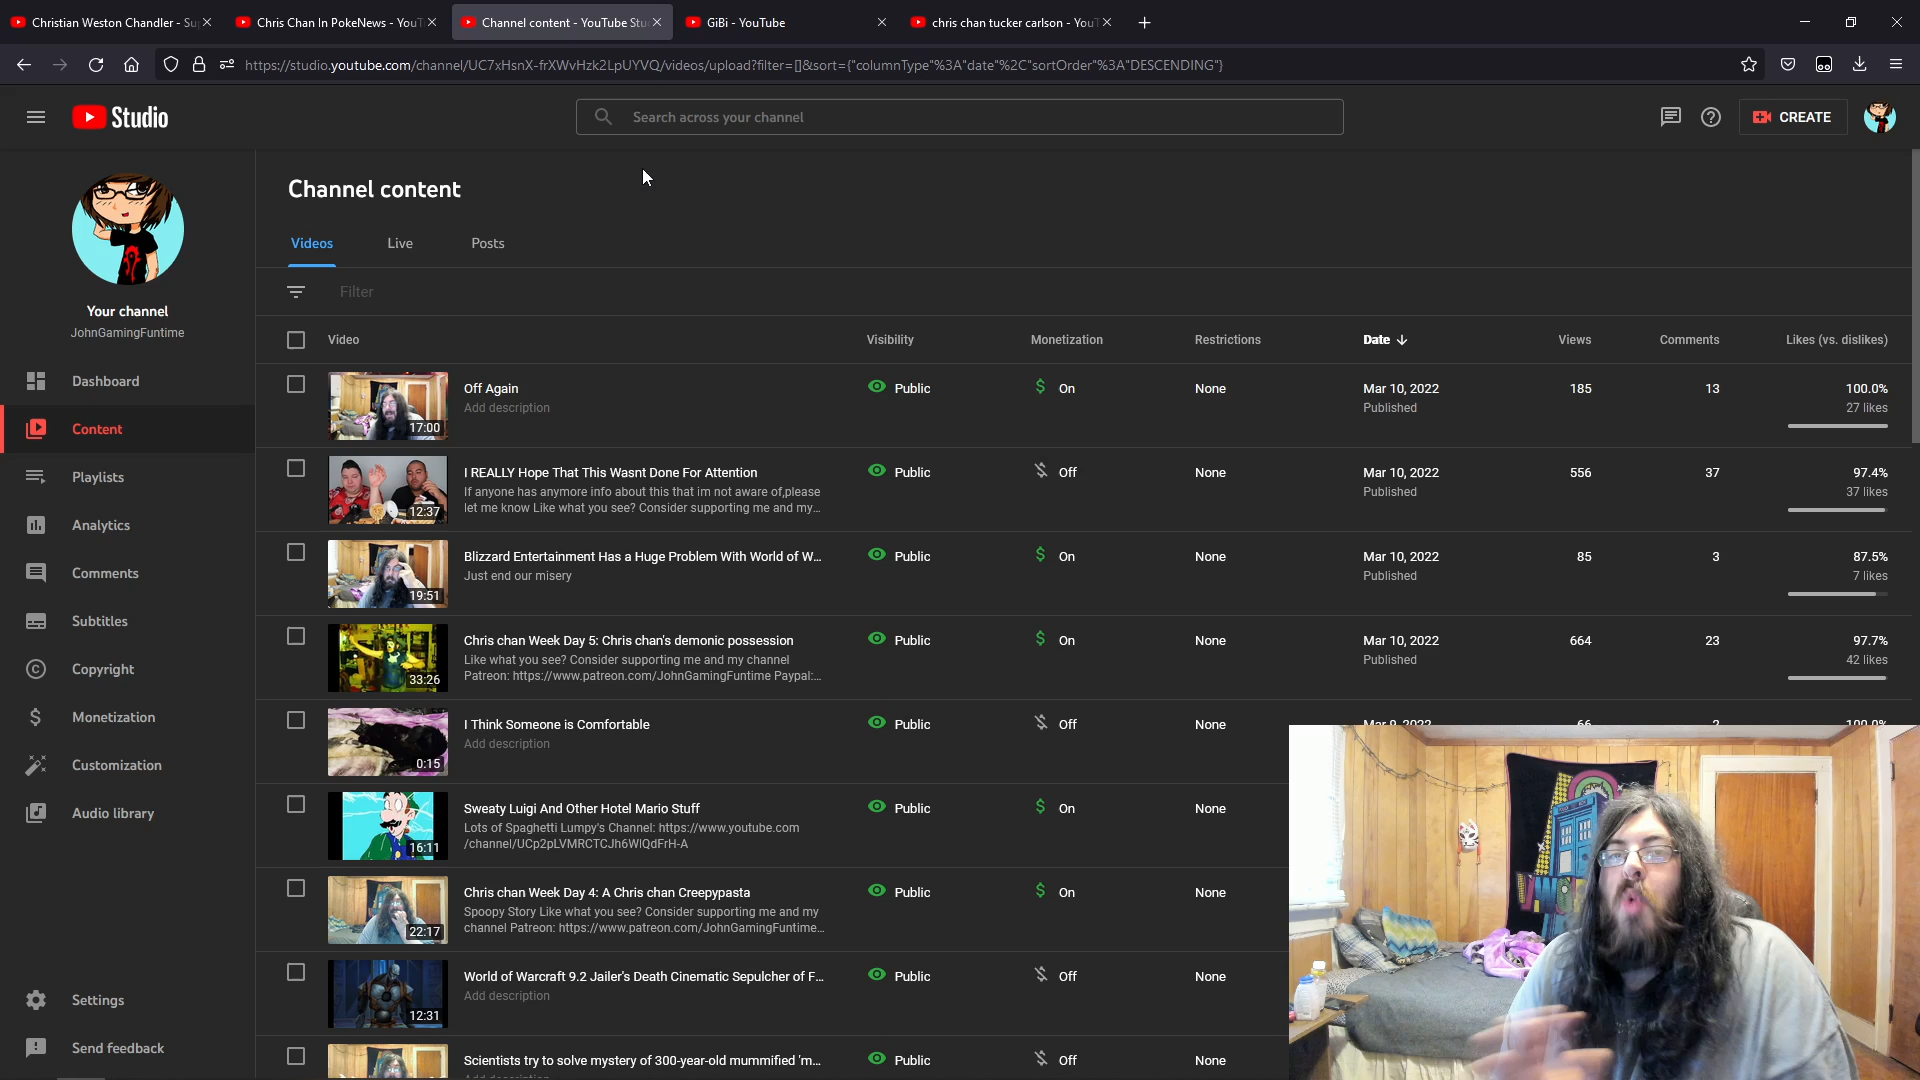 Christian Weston Chandler - Su
Chris Chan In PokeNews - YouT
Channel content - YouTube Stu
GiBi - YouTube
chris chan tucker carlson - YouT
https://studio.youtube.com/channel/UC7xHsnX-frXWvHzk2LpUYVQ/videos/upload?filter=[]&sort={"columnType"%3A"date"%2C"sortOrder"%3A"DESCENDING"}
Studio
Search across your channel
CREATE
Your channel
JohnGamingFuntime
Dashboard
Content
Playlists
Analytics
Comments
Subtitles
Copyright
Monetization
Customization
Audio library
Settings
Send feedback
Channel content
Videos Live Posts
Filter
Video Visibility Monetization Restrictions Date Views Comments Likes (vs. dislikes)
Off Again Public On None Mar 10, 2022 185 13 100.0%
Add description Published 27 likes
17:00
I REALLY Hope That This Wasnt Done For Attention Public Off None Mar 10, 2022 556 37 97.4%
If anyone has anymore info about this that im not aware of,please Published 37 likes
let me know Like what you see? Consider supporting me and my...
12:37
Blizzard Entertainment Has a Huge Problem With World of W... Public On None Mar 10, 2022 85 3 87.5%
Just end our misery Published 7 likes
19:51
Chris chan Week Day 5: Chris chan's demonic possession Public On None Mar 10, 2022 664 23 97.7%
Like what you see? Consider supporting me and my channel Published 42 likes
Patreon: https://www.patreon.com/JohnGamingFuntime Paypal:...
33:26
I Think Someone is Comfortable Public Off None Mar 9, 2022 66 2 100.0%
Add description
0:15
Sweaty Luigi And Other Hotel Mario Stuff Public On None
Lots of Spaghetti Lumpy's Channel: https://www.youtube.com
/channel/UCp2pLVMRCTCJh6WlQdFrH-A
16:11
Chris chan Week Day 4: A Chris chan Creepypasta Public On None
Spoopy Story Like what you see? Consider supporting me and my
channel Patreon: https://www.patreon.com/JohnGamingFuntime...
22:17
World of Warcraft 9.2 Jailer's Death Cinematic Sepulcher of F... Public Off None
Add description
12:31
Scientists try to solve mystery of 300-year-old mummified 'm... Public Off None